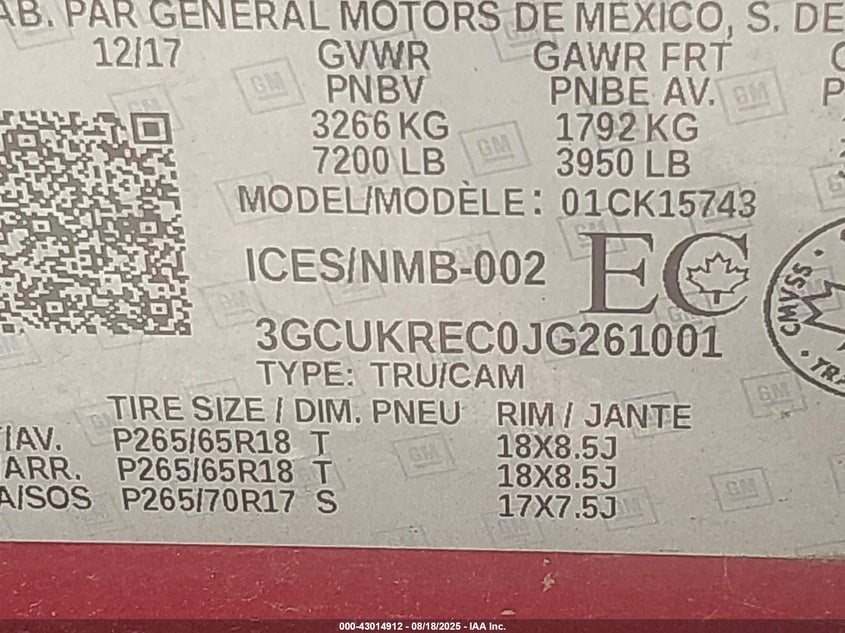 AB. PAR GENERAL MOTORS DE MEXICO, S. DE
12/17 GVWR GAWR FRT
PNBV PNBE AV. P
3266 KG 1792 KG
7200 LB 3950 LB
MODEL/MODÈLE: 01CK15743
ICES/NMB-002 EC
CMVSS
3GCUKREC0JG261001
TYPE: TRU/CAM
TIRE SIZE / DIM. PNEU RIM / JANTE
/AV. P265/65R18 T 18X8.5J
ARR. P265/65R18 T 18X8.5J
A/SOS P265/70R17 S 17X7.5J
GM
000-43014912 - 08/18/2025 - IAA Inc.